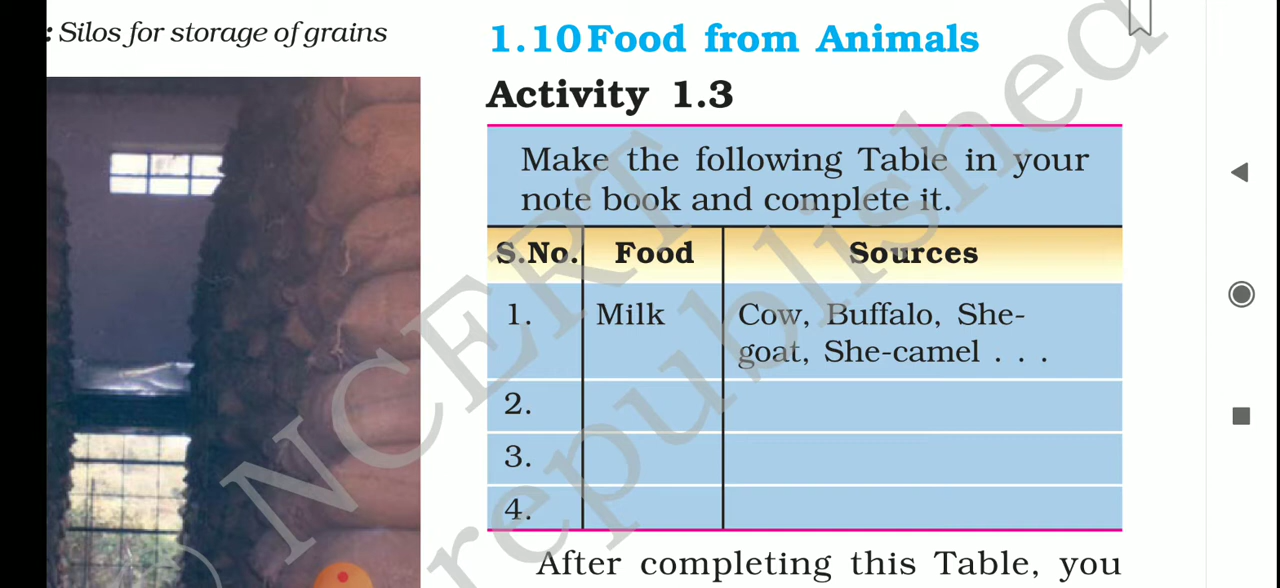 : Silos for storage of grains
1.10 Food from Animals
Activity 1.3
Make the following Table in your
note book and complete it.
S.No. Food Sources
1. Milk Cow, Buffalo, She-
goat, She-camel . . .
2.
3.
4.
After completing this Table, you
NCERT
republished